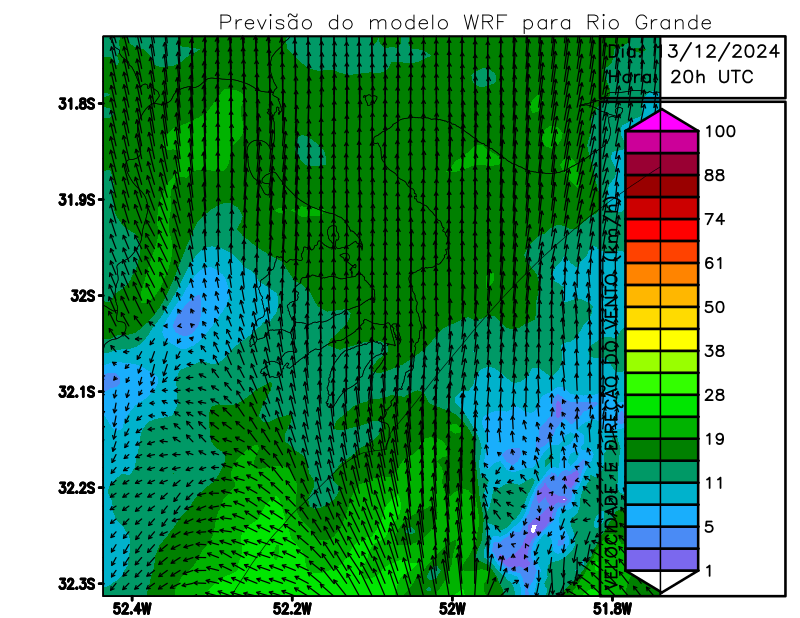 Previsão do modelo WRF para Rio Grande
Dia: 13/12/2024
Hora: 20h UTC
31.8S
31.9S
32S
32.1S
32.2S
32.3S
52.4W
52.2W
52W
51.8W
VELOCIDADE E DIREÇÃO DO VENTO (km/h)
100
88
74
61
50
38
28
19
11
5
1